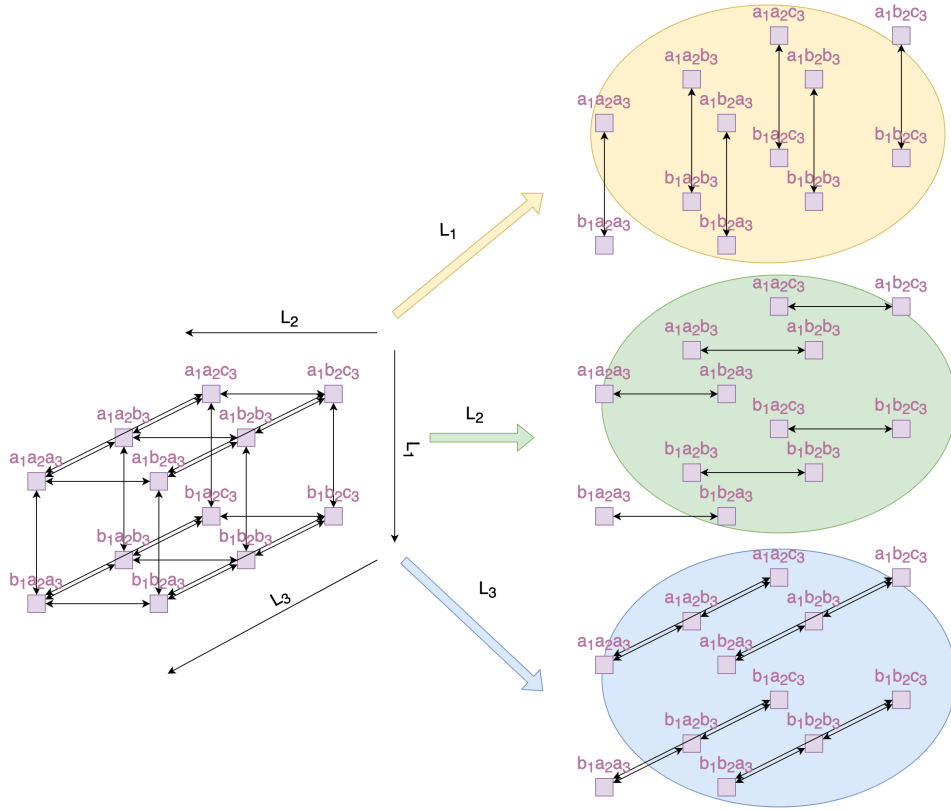 a₁a₂c₃ a₁b₂c₃
a₁a₂b₃ a₁b₂b₃
a₁a₂a₃ a₁b₂a₃
b₁a₂c₃ b₁b₂c₃
b₁a₂b₃ b₁b₂b₃
b₁a₂a₃ b₁b₂a₃
L₁
L₂
a₁a₂c₃ a₁b₂c₃
a₁a₂b₃ a₁b₂b₃
a₁a₂a₃ a₁b₂a₃
b₁a₂c₃ b₁b₂c₃
b₁a₂b₃ b₁b₂b₃
b₁a₂a₃ b₁b₂a₃
L₁
L₃
L₂
a₁a₂c₃ a₁b₂c₃
a₁a₂b₃ a₁b₂b₃
a₁a₂a₃ a₁b₂a₃
b₁a₂c₃ b₁b₂c₃
b₁a₂b₃ b₁b₂b₃
b₁a₂a₃ b₁b₂a₃
L₃
a₁a₂c₃ a₁b₂c₃
a₁a₂b₃ a₁b₂b₃
a₁a₂a₃ a₁b₂a₃
b₁a₂c₃ b₁b₂c₃
b₁a₂b₃ b₁b₂b₃
b₁a₂a₃ b₁b₂a₃